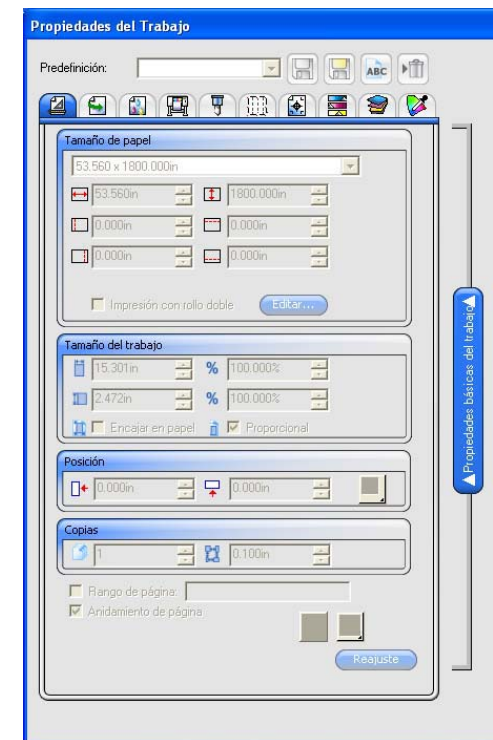 Propiedades del Trabajo
Predefinición:
ABC
Tamaño de papel
53.560 x 1800.000in
53.560in 1800.000in
0.000in 0.000in
0.000in 0.000in
Impresión con rollo doble Editar...
Tamaño del trabajo
15.301in % 100.000%
2.472in % 100.000%
Encajar en papel Proporcional
Posición
0.000in 0.000in
Copias
1 0.100in
Rango de página:
Anidamiento de página
Reajuste
Propiedades básicas del trabajo